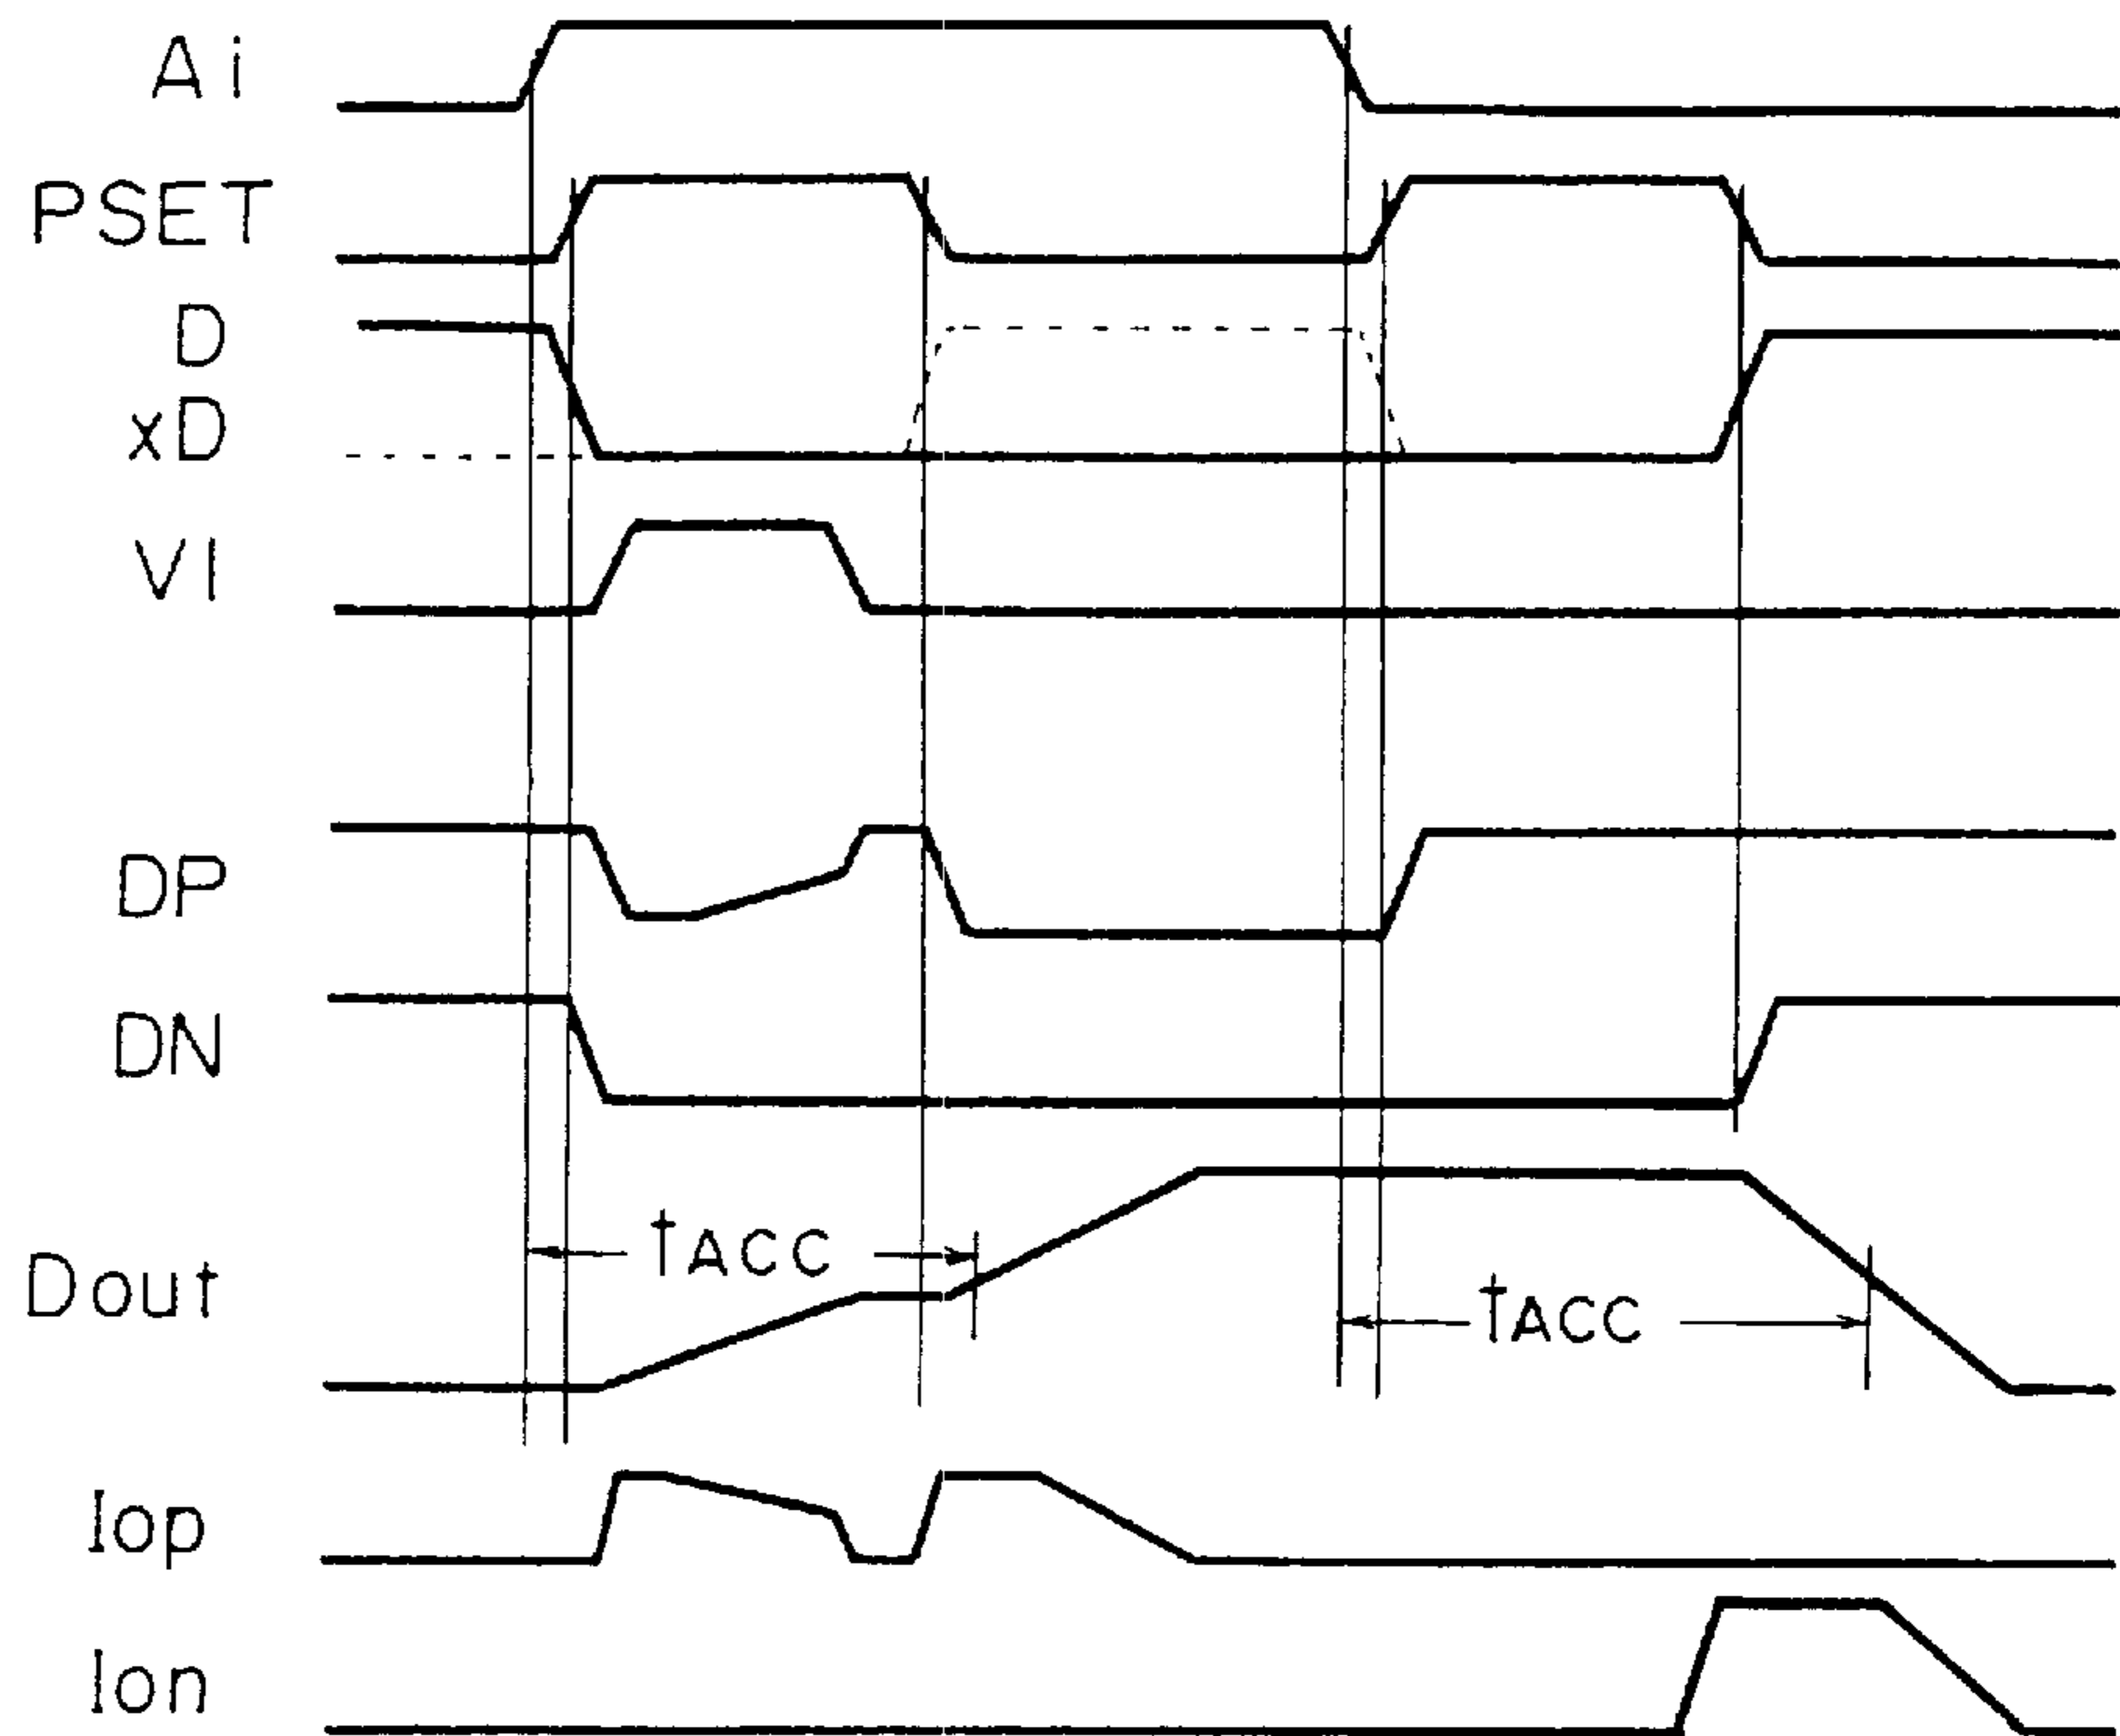 Ai
PSET
D
xD
VI
DP
DN
tACC
Dout
tACC
Iop
Ion